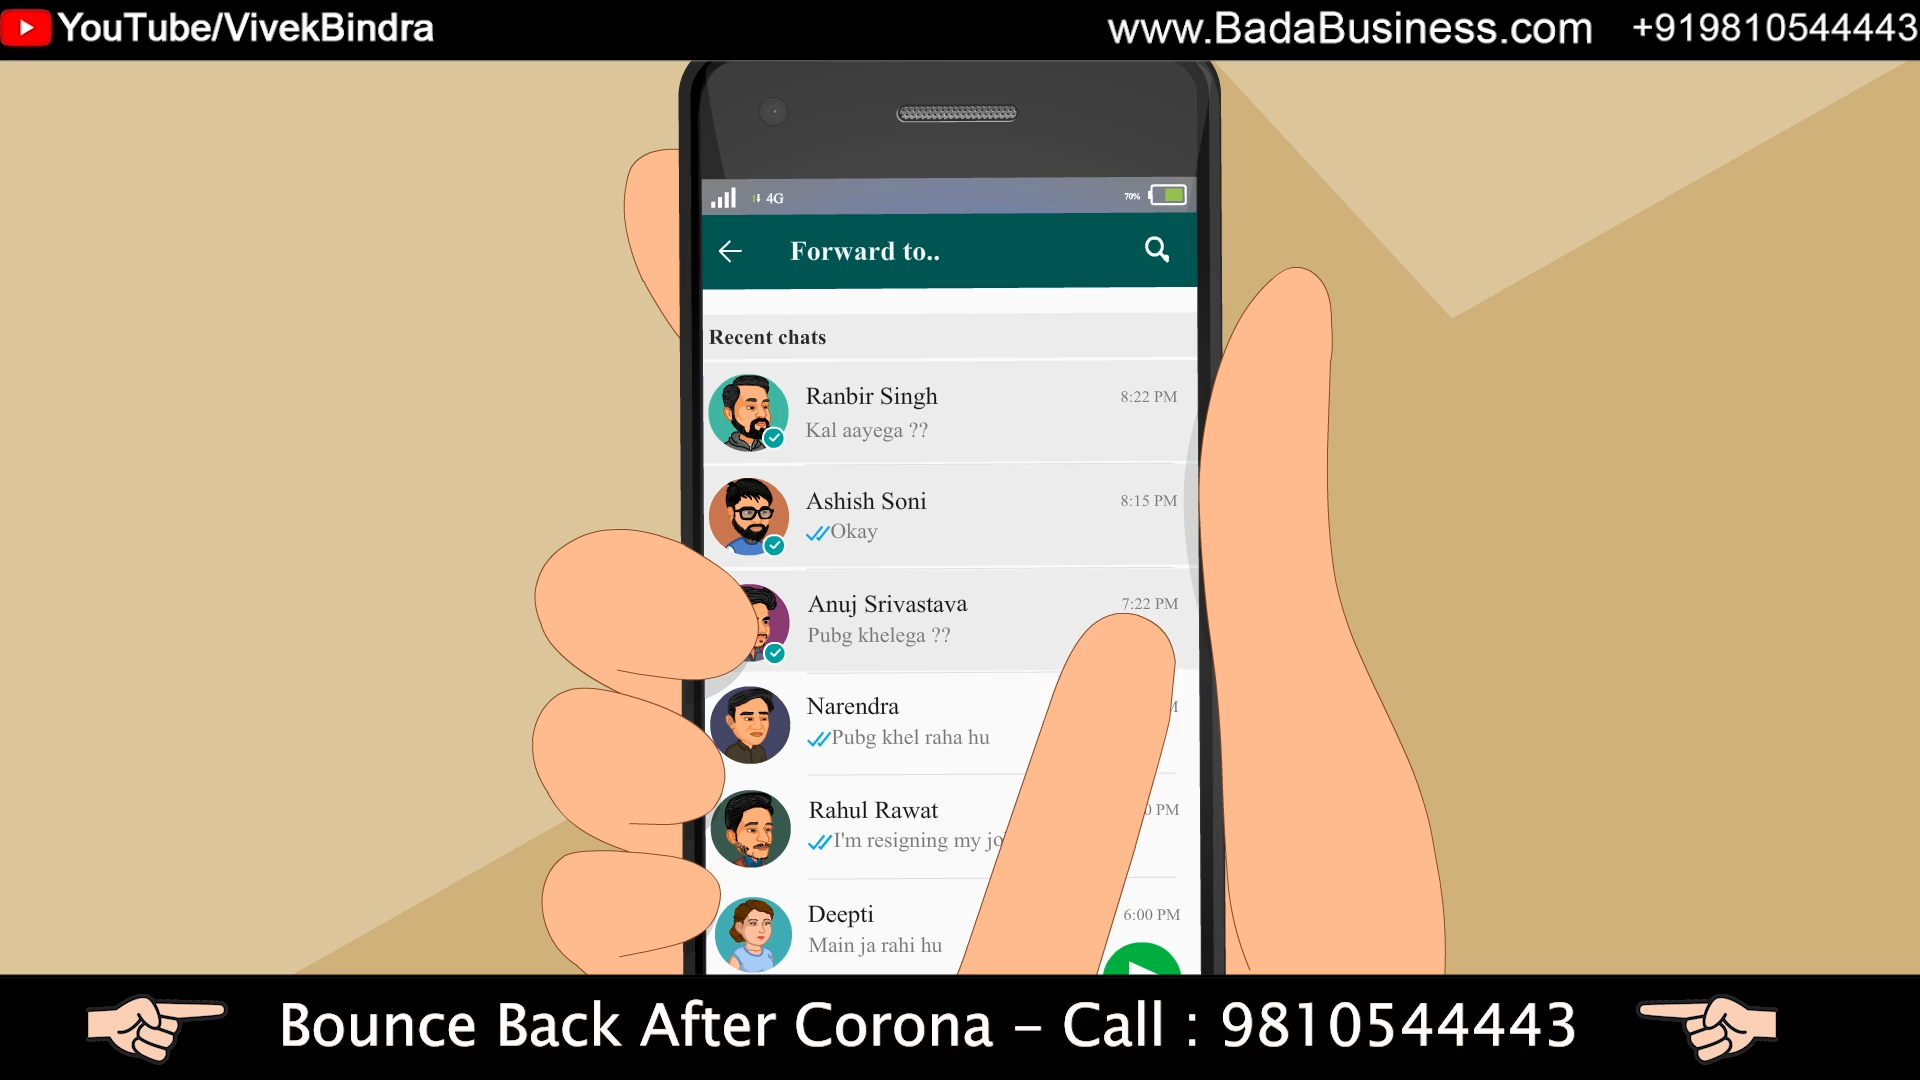 YouTube/VivekBindra
www.BadaBusiness.com +919810544443
4G 70%
Forward to..
Recent chats
Ranbir Singh 8:22 PM
Kal aayega ??
Ashish Soni 8:15 PM
Okay
Anuj Srivastava 7:22 PM
Pubg khelega ??
Narendra
Pubg khel raha hu
Rahul Rawat PM
I'm resigning my
Deepti 6:00 PM
Main ja rahi hu
Bounce Back After Corona – Call : 9810544443